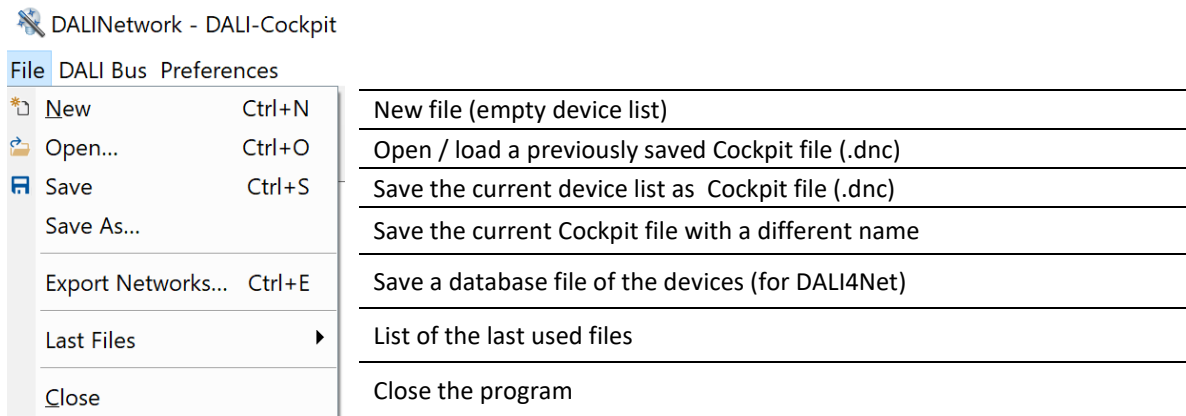 DALINetwork - DALI-Cockpit
File DALI Bus Preferences
New Ctrl+N New file (empty device list)
Open... Ctrl+O Open / load a previously saved Cockpit file (.dnc)
Save Ctrl+S Save the current device list as  Cockpit file (.dnc)
Save As... Save the current Cockpit file with a different name
Export Networks... Ctrl+E Save a database file of the devices (for DALI4Net)
Last Files List of the last used files
Close Close the program